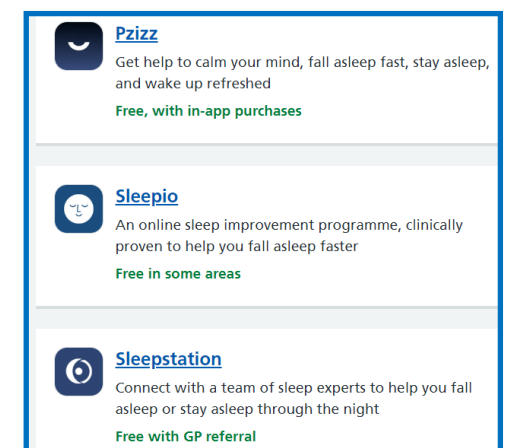 Pzizz
Get help to calm your mind, fall asleep fast, stay asleep,
and wake up refreshed
Free, with in-app purchases
Sleepio
An online sleep improvement programme, clinically
proven to help you fall asleep faster
Free in some areas
Sleepstation
Connect with a team of sleep experts to help you fall
asleep or stay asleep through the night
Free with GP referral